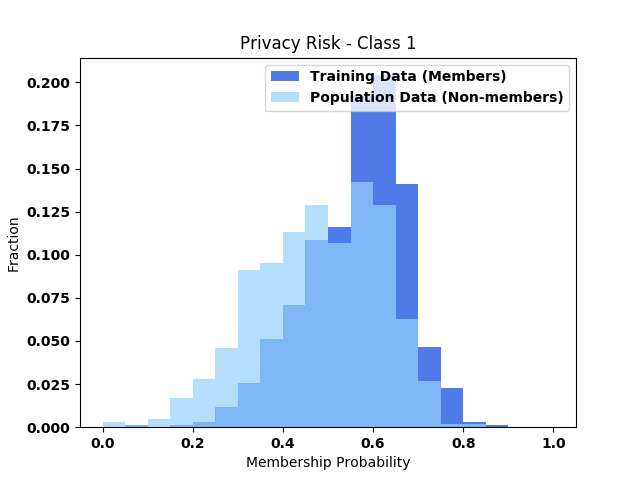 Privacy Risk - Class 1
Training Data (Members)
Population Data (Non-members)
0.200
0.175
0.150
0.125
0.100
0.075
0.050
0.025
0.000
Fraction
0.0 0.2 0.4 0.6 0.8 1.0
Membership Probability